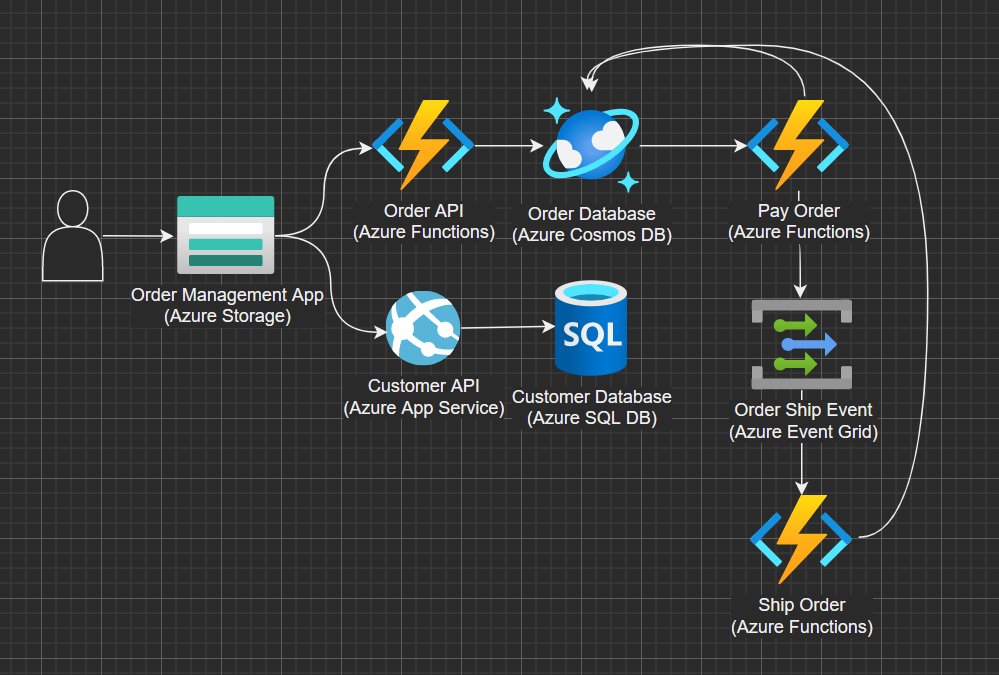 Order API
(Azure Functions)
Order Database
(Azure Cosmos DB)
Pay Order
(Azure Functions)
Order Management App
(Azure Storage)
SQL
Customer API
(Azure App Service)
Customer Database
(Azure SQL DB)
Order Ship Event
(Azure Event Grid)
Ship Order
(Azure Functions)